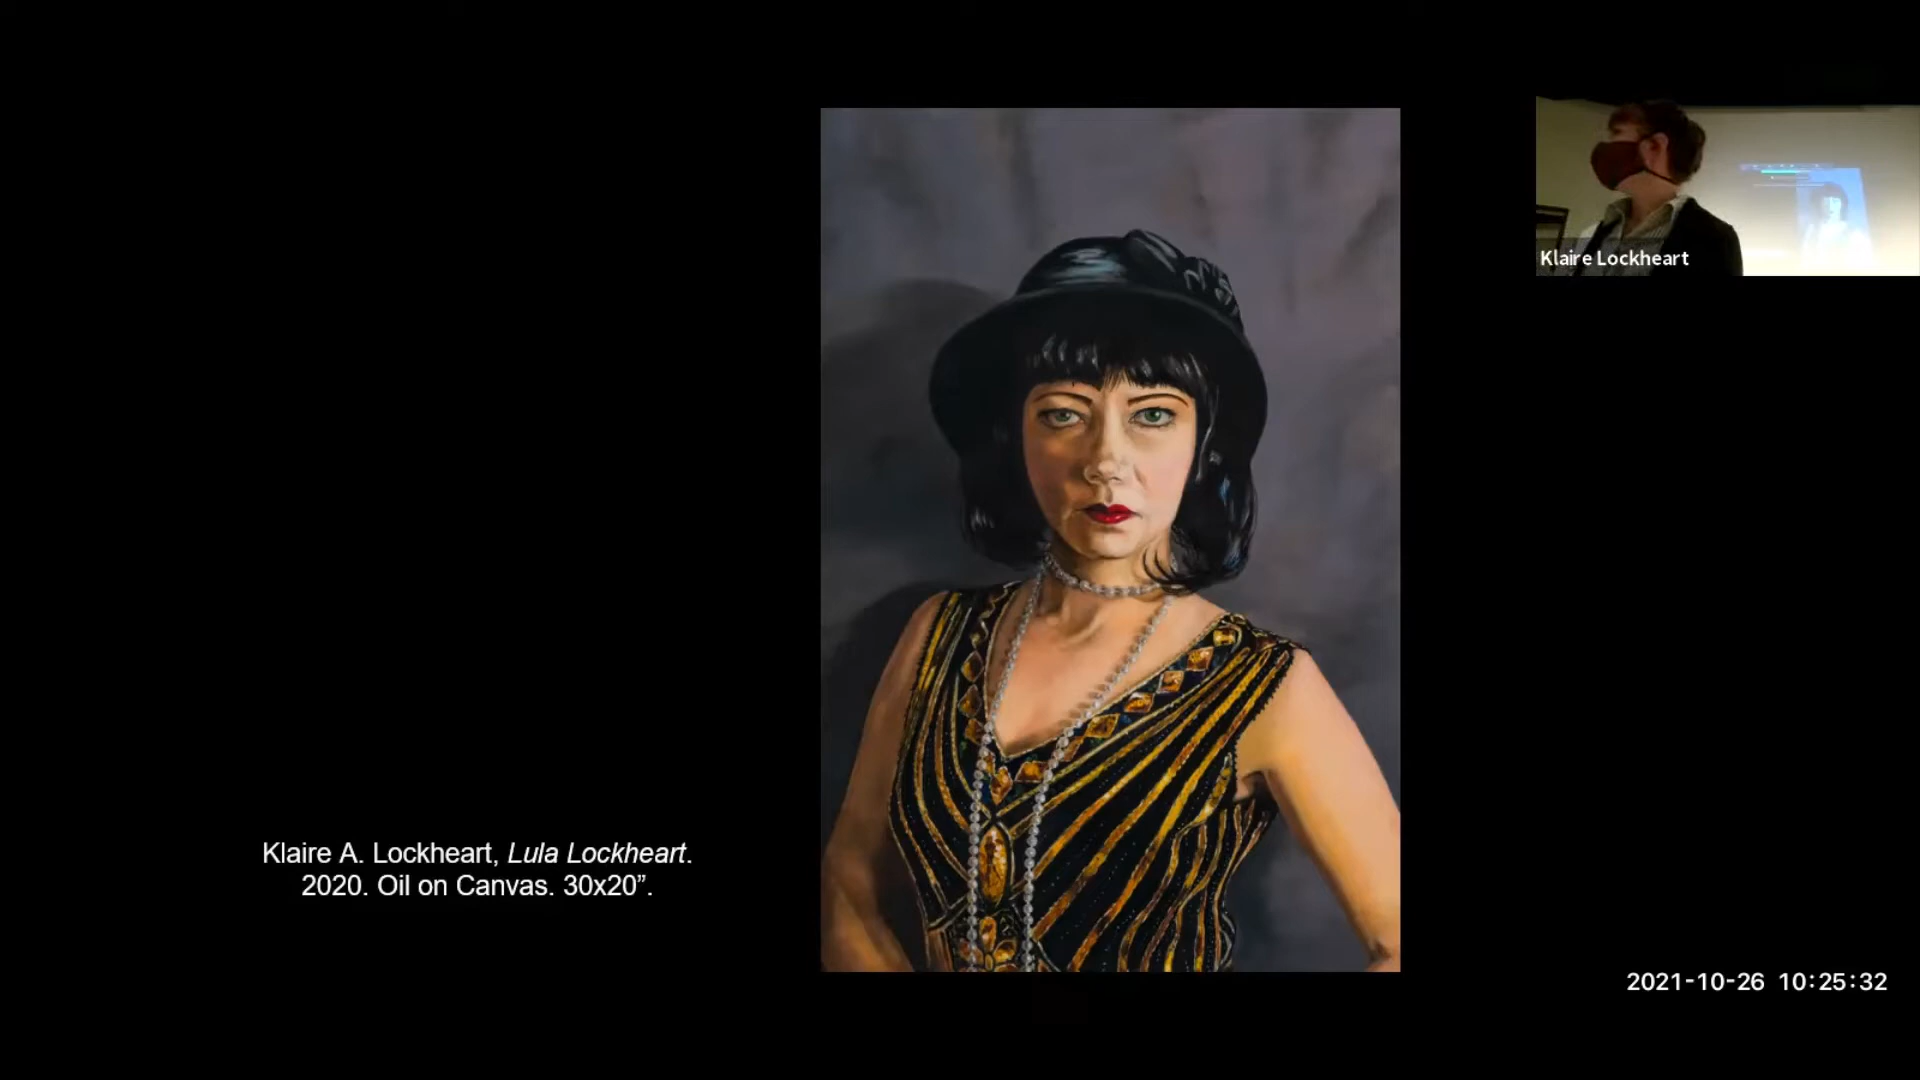 Klaire Lockheart
Klaire A. Lockheart, Lula Lockheart.
2020. Oil on Canvas. 30x20”.
2021-10-26 10:25:32